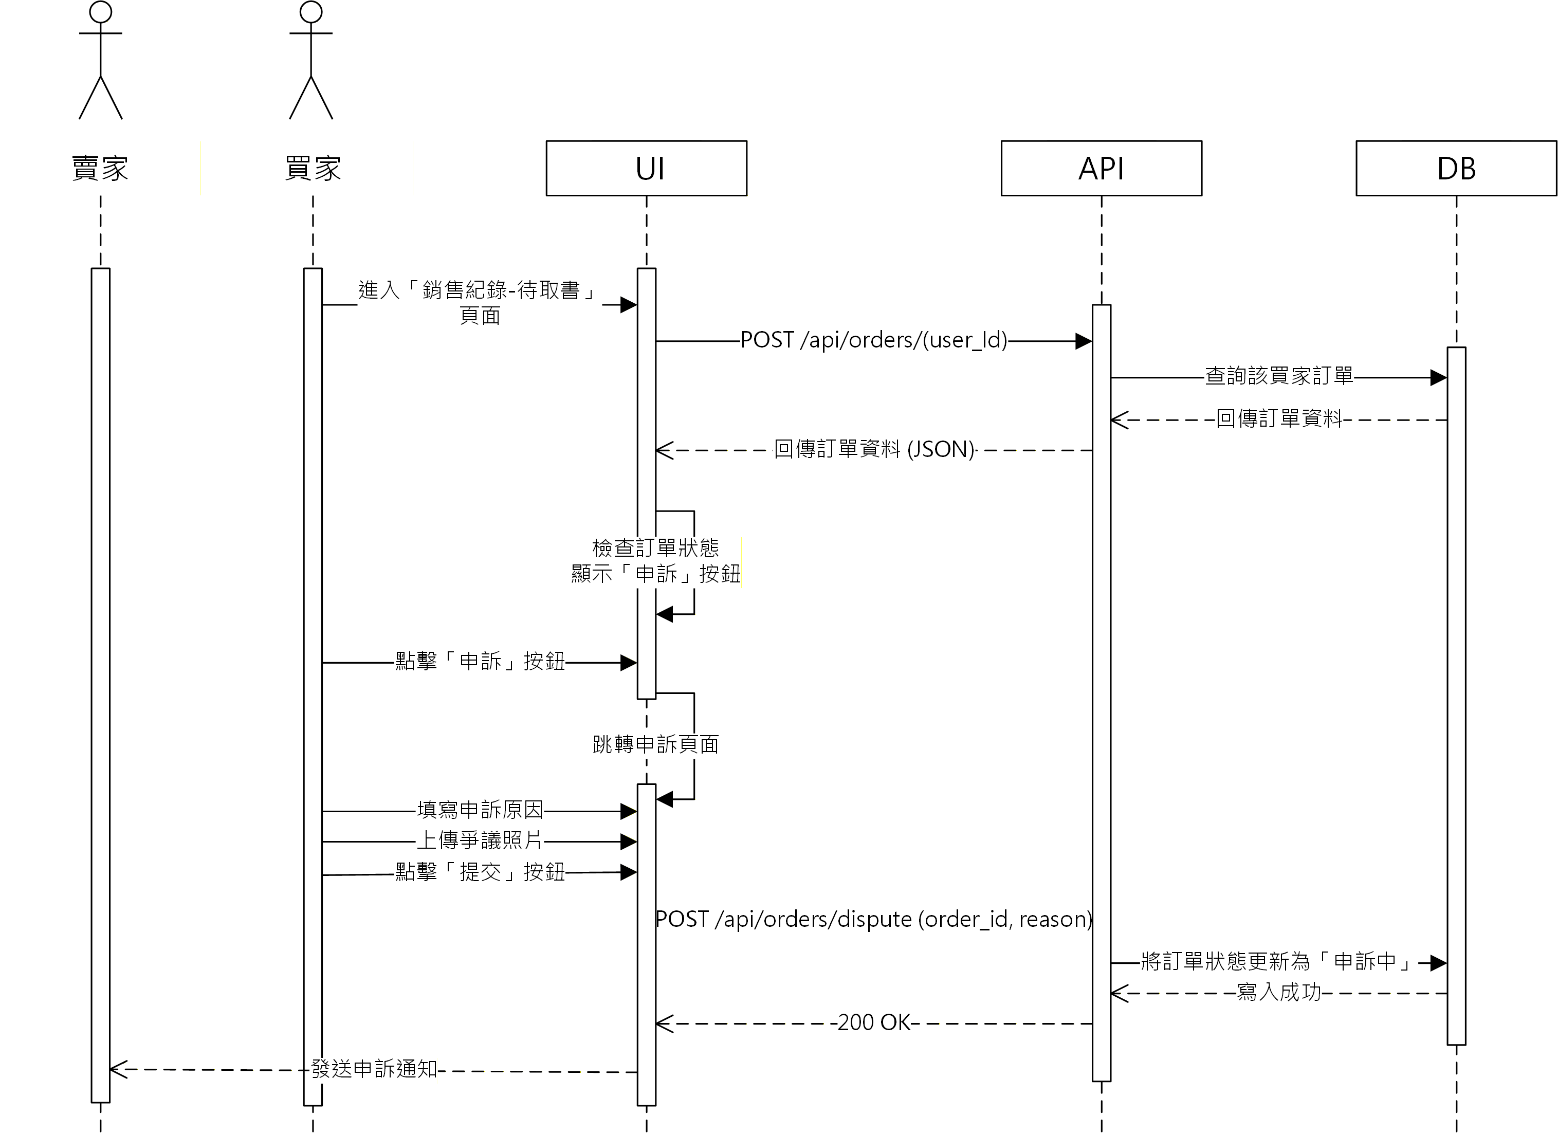 賣家
買家
UI
API
DB
進入「銷售紀錄-待取書」
頁面
POST /api/orders/(user_Id)
查詢該買家訂單
回傳訂單資料
回傳訂單資料 (JSON)
檢查訂單狀態
顯示「申訴」按鈕
點擊「申訴」按鈕
跳轉申訴頁面
填寫申訴原因
上傳爭議照片
點擊「提交」按鈕
POST /api/orders/dispute (order_id, reason)
將訂單狀態更新為「申訴中」
寫入成功
200 OK
發送申訴通知